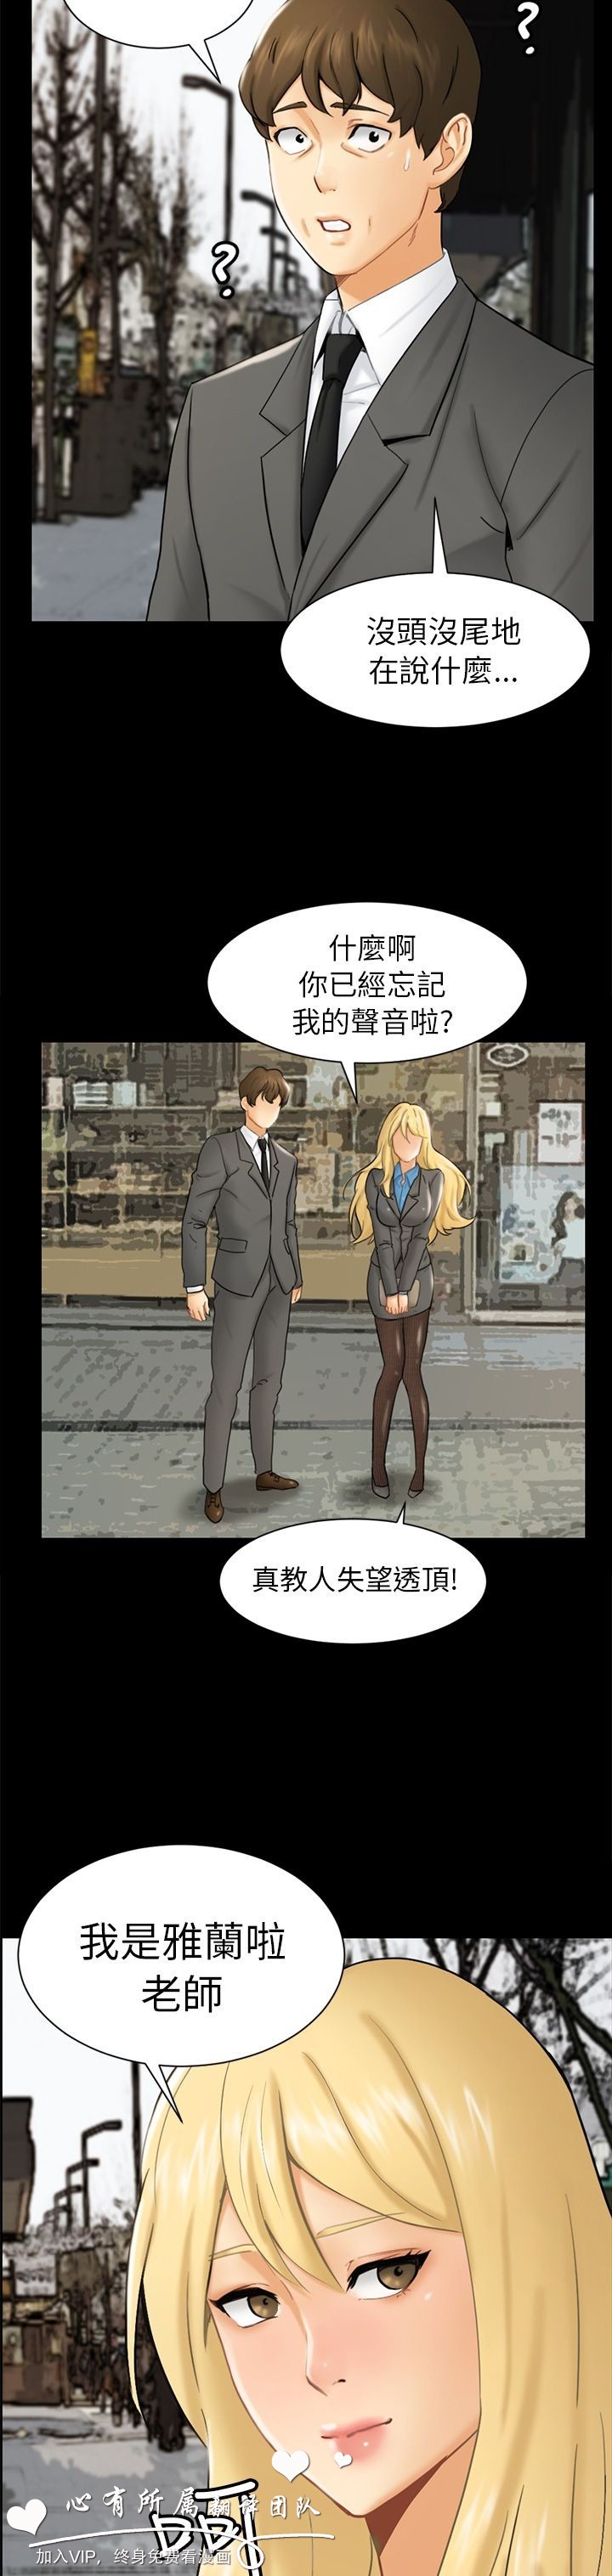 ?
?
沒頭沒尾地
在說什麼...
什麼啊
你已經忘記
我的聲音啦?
真教人失望透頂!
我是雅蘭啦
老師
心有所属翻译团队
加入VIP，终身免费看漫画